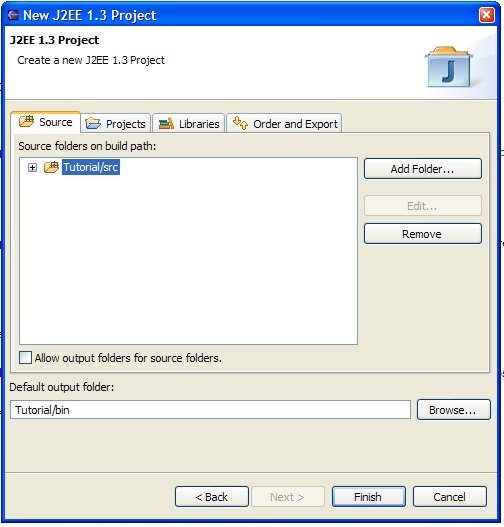 New J2EE 1.3 Project
J2EE 1.3 Project
Create a new J2EE 1.3 Project
J
Source Projects Libraries Order and Export
Source folders on build path:
Tutorial/src
Add Folder...
Edit...
Remove
Allow output folders for source folders.
Default output folder:
Tutorial/bin Browse...
< Back Next > Finish Cancel